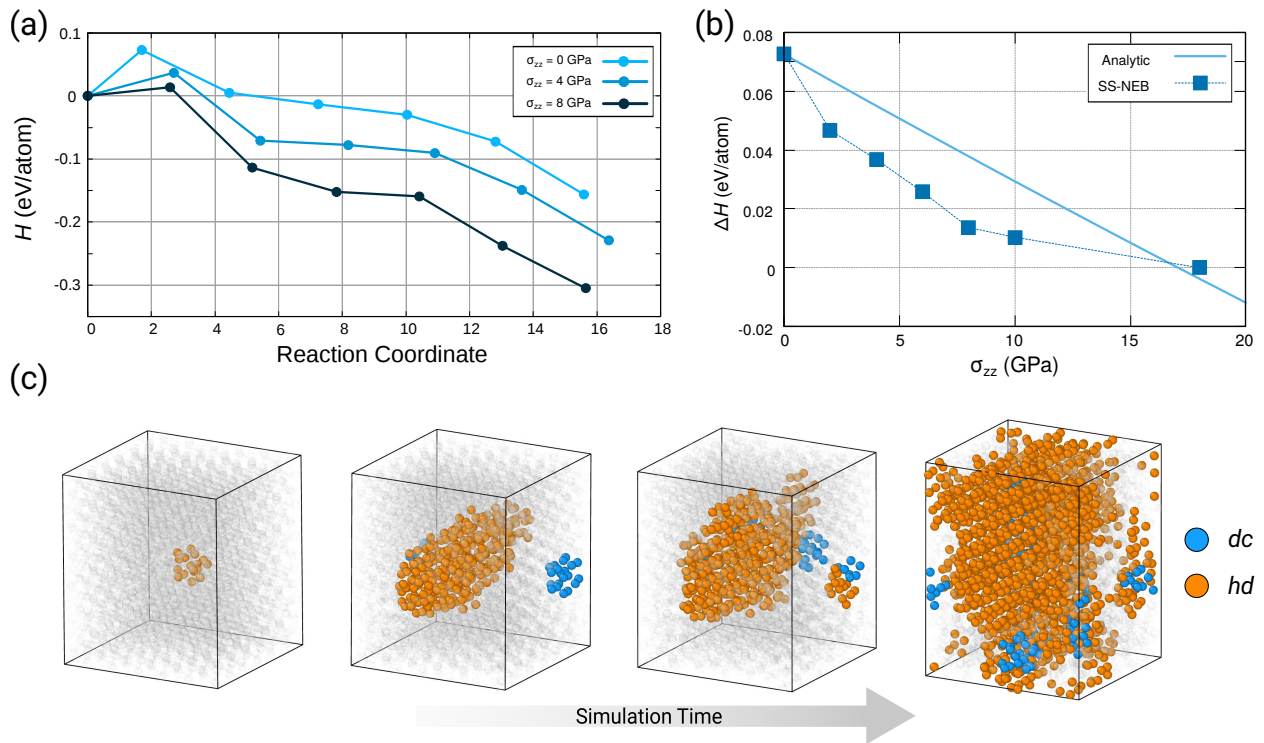 (a)
0.1
0
-0.1
-0.2
-0.3
H (eV/atom)
σzz = 0 GPa
σzz = 4 GPa
σzz = 8 GPa
0 2 4 6 8 10 12 14 16 18
Reaction Coordinate
(b)
0.08
0.06
0.04
0.02
0
-0.02
ΔH (eV/atom)
Analytic
SS-NEB
0 5 10 15 20
σzz (GPa)
(c)
dc
hd
Simulation Time